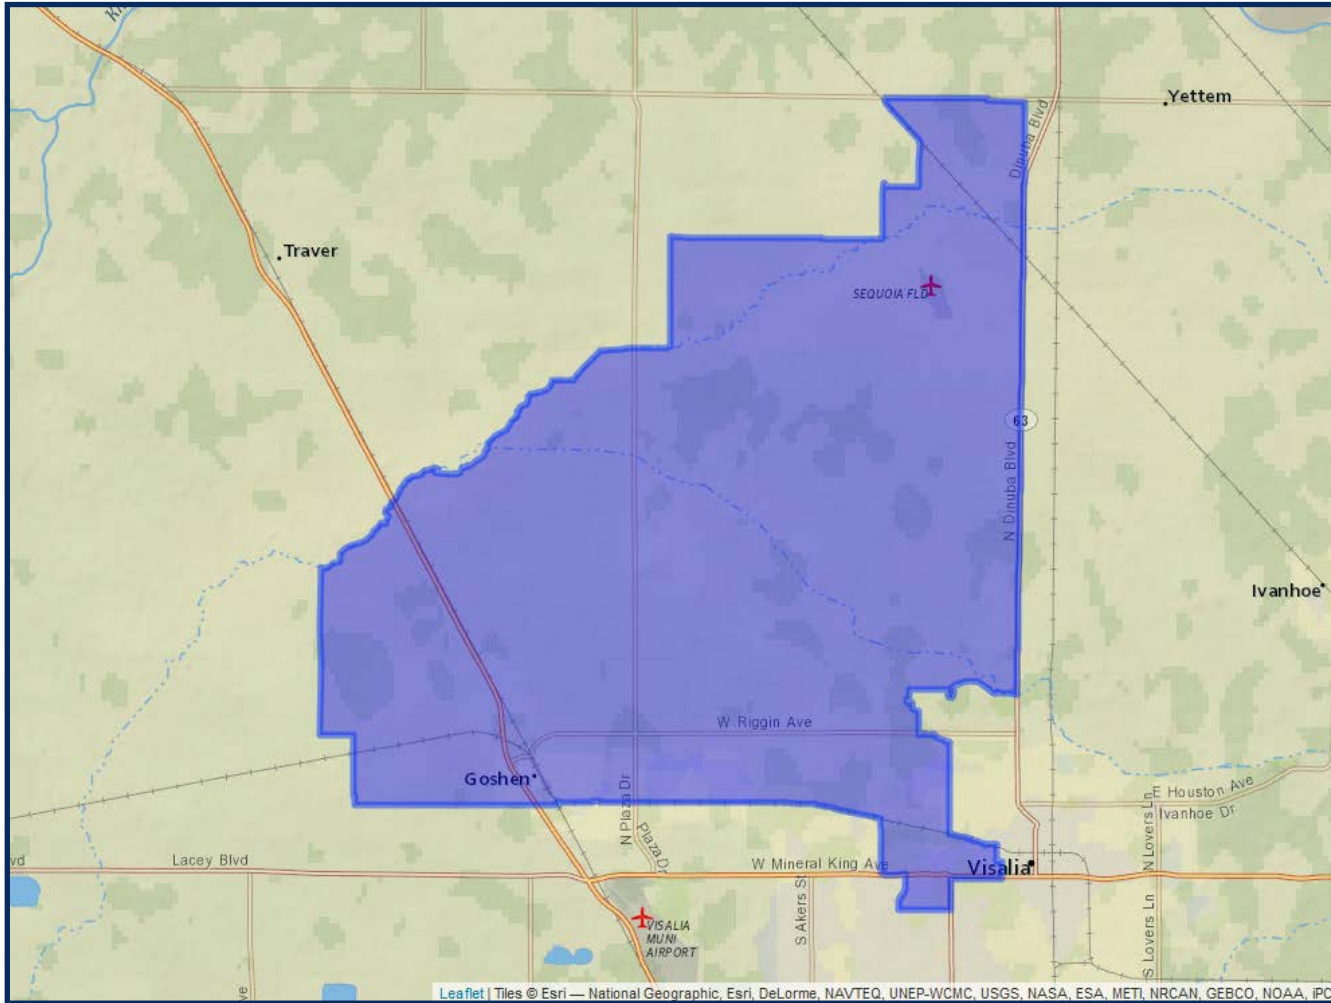 Yettem
Dinuba Blvd
Traver
SEQUOIA FLD
63
N Dinuba Blvd
Ivanhoe
W Riggin Ave
Goshen
N Plaza Dr
Plaza Dr
E Houston Ave
Ivanhoe Dr
N Lovers Ln
Lacey Blvd
W Mineral King Ave
Visalia
S Akers St
S Lovers Ln
VISALIA
MUNI
AIRPORT
Leaflet | Tiles © Esri — National Geographic, Esri, DeLorme, NAVTEQ, UNEP-WCMC, USGS, NASA, ESA, METI, NRCAN, GEBCO, NOAA, iPC